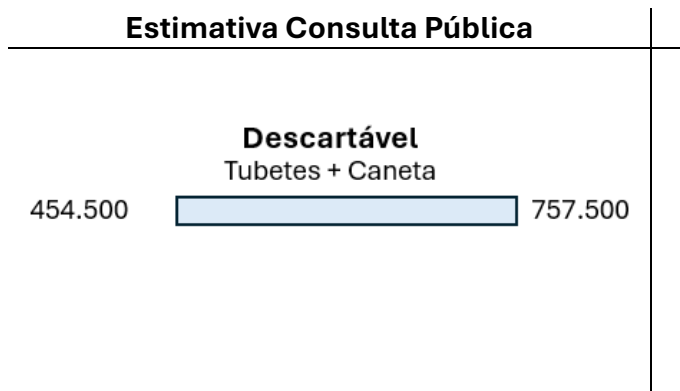 Estimativa Consulta Pública
Descartável
Tubetes + Caneta
454.500
757.500